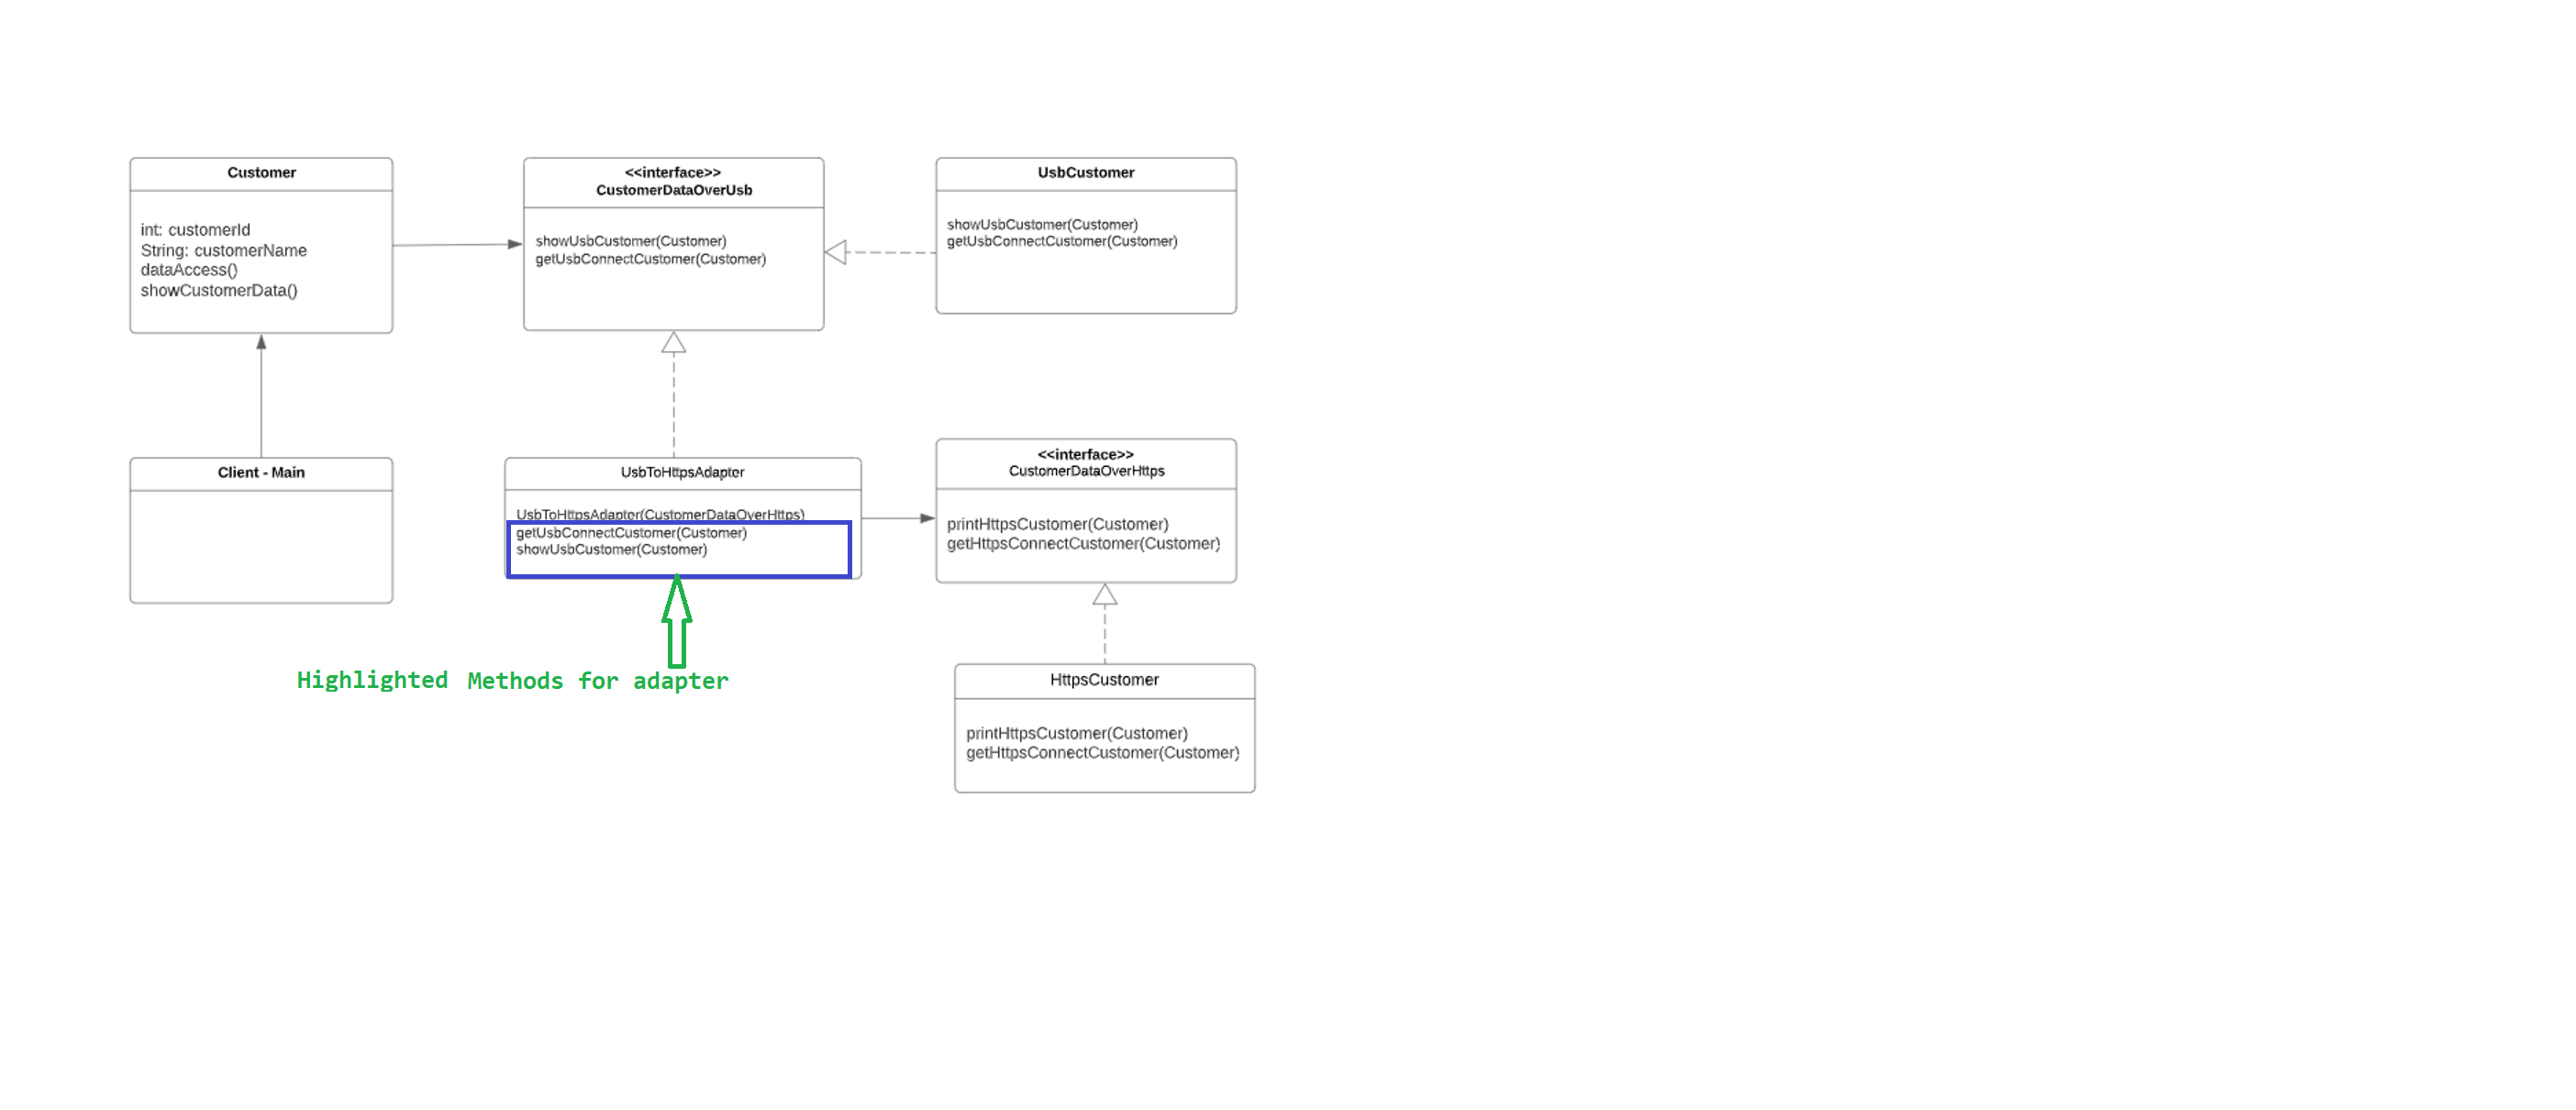 Customer
int: customerId
String: customerName
dataAccess()
showCustomerData()
<<interface>>
CustomerDataOverUsb
showUsbCustomer(Customer)
getUsbConnectCustomer(Customer)
UsbCustomer
showUsbCustomer(Customer)
getUsbConnectCustomer(Customer)
Client - Main
UsbToHttpsAdapter
UsbToHttpsAdapter(CustomerDataOverHttps)
getUsbConnectCustomer(Customer)
showUsbCustomer(Customer)
<<interface>>
CustomerDataOverHttps
printHttpsCustomer(Customer)
getHttpsConnectCustomer(Customer)
Highlighted Methods for adapter
HttpsCustomer
printHttpsCustomer(Customer)
getHttpsConnectCustomer(Customer)